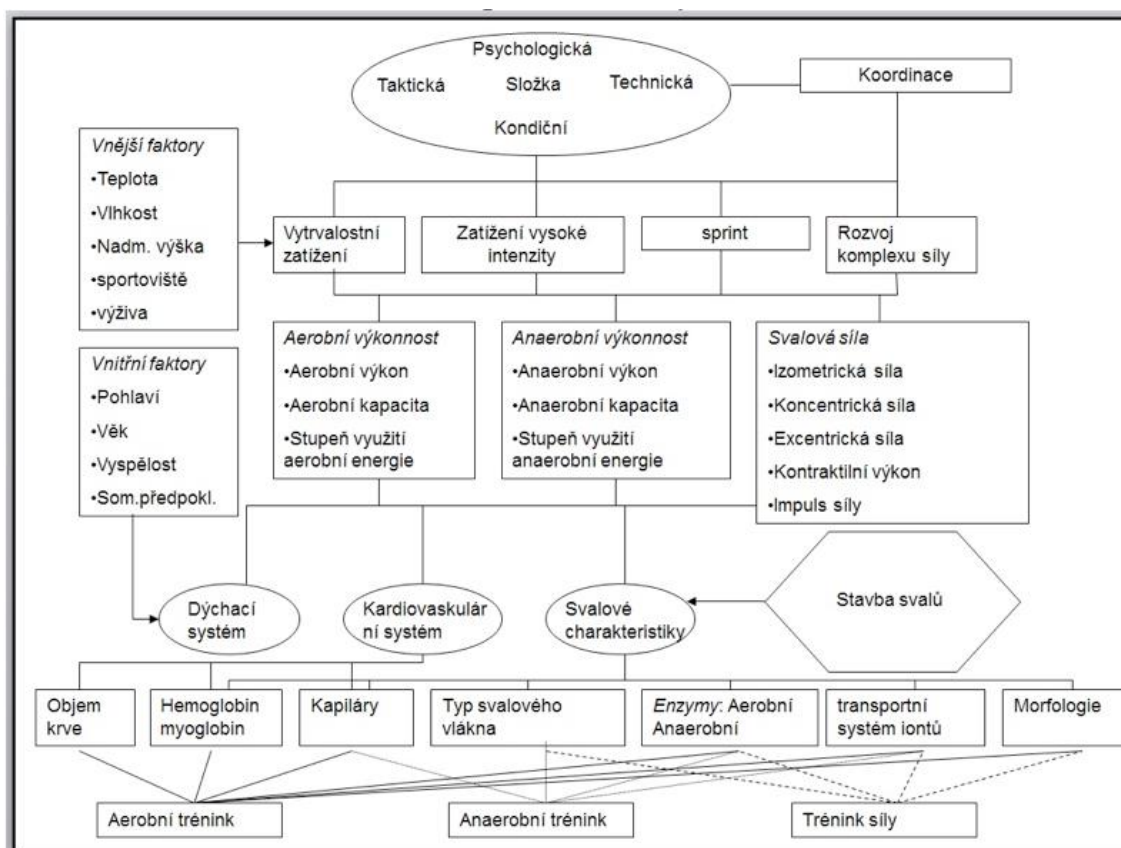 Psychologická
Taktická Složka Technická
Kondiční
Koordinace
Vnější faktory
•Teplota
•Vlhkost
•Nadm. výška
•sportoviště
•výživa
Vytrvalostní
zatížení
Zatížení vysoké
intenzity
sprint
Rozvoj
komplexu síly
Vnitřní faktory
•Pohlaví
•Věk
•Vyspělost
•Som.předpokl.
Aerobní výkonnost
•Aerobní výkon
•Aerobní kapacita
•Stupeň využití
aerobní energie
Anaerobní výkonnost
•Anaerobní výkon
•Anaerobní kapacita
•Stupeň využití
anaerobní energie
Svalová síla
•Izometrická síla
•Koncentrická síla
•Excentrická síla
•Kontraktilní výkon
•Impuls síly
Dýchací
systém
Kardiovaskulár
ní systém
Svalové
charakteristiky
Stavba svalů
Objem
krve
Hemoglobin
myoglobin
Kapiláry
Typ svalového
vlákna
Enzymy: Aerobní
Anaerobní
transportní
systém iontů
Morfologie
Aerobní trénink
Anaerobní trénink
Trénink síly